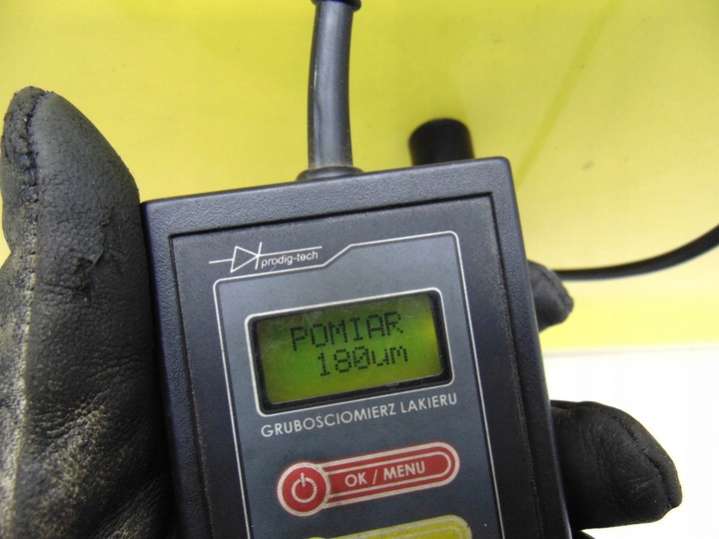 prodig-tech
POMIAR
180um
GRUBOSCIOMIERZ LAKIERU
OK / MENU